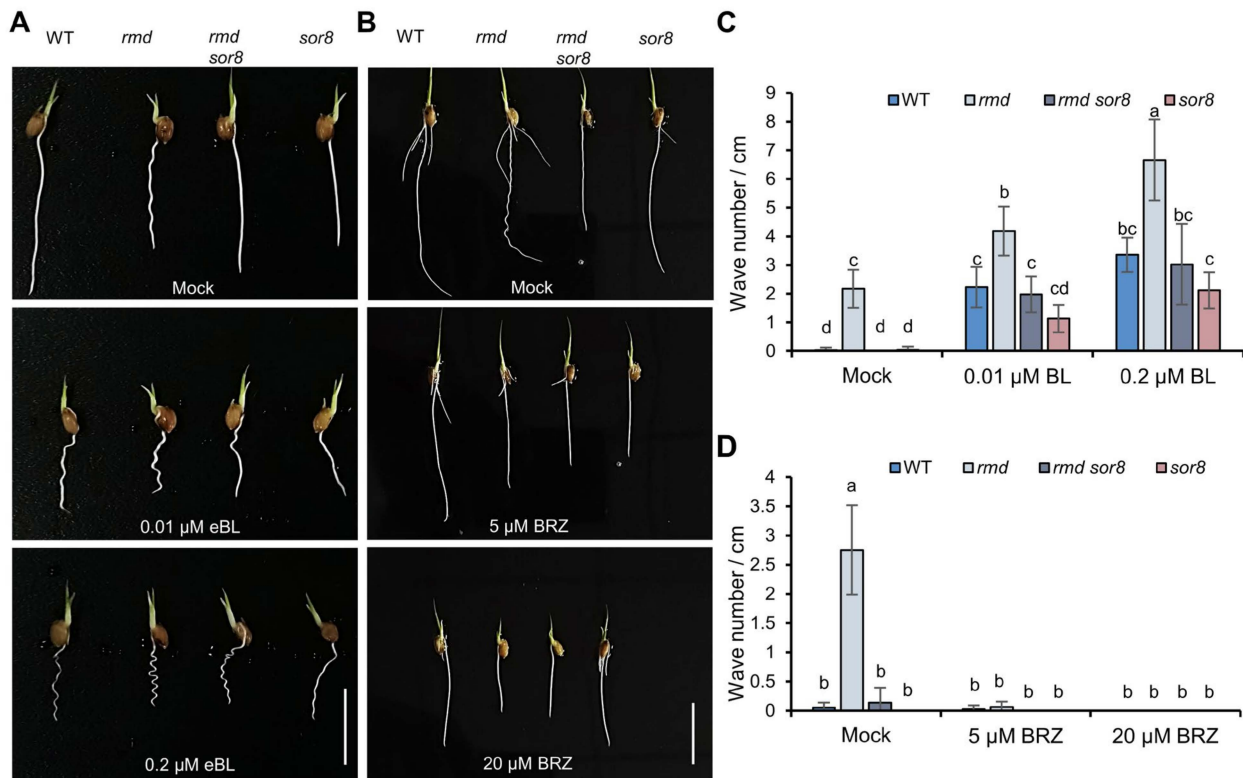 A
WT rmd rmd sor8
sor8
Mock
0.01 μM eBL
0.2 μM eBL
B
WT rmd rmd sor8
sor8
Mock
5 μM BRZ
20 μM BRZ
C
WT rmd rmd sor8 sor8
Wave number / cm
9
8
7
6
5
4
3
2
1
0
d c d d
c b c cd
bc a bc c
Mock 0.01 μM BL 0.2 μM BL
D
WT rmd rmd sor8 sor8
Wave number / cm
4
3.5
3
2.5
2
1.5
1
0.5
0
b a b b
b b b b
b b b b
Mock 5 μM BRZ 20 μM BRZ